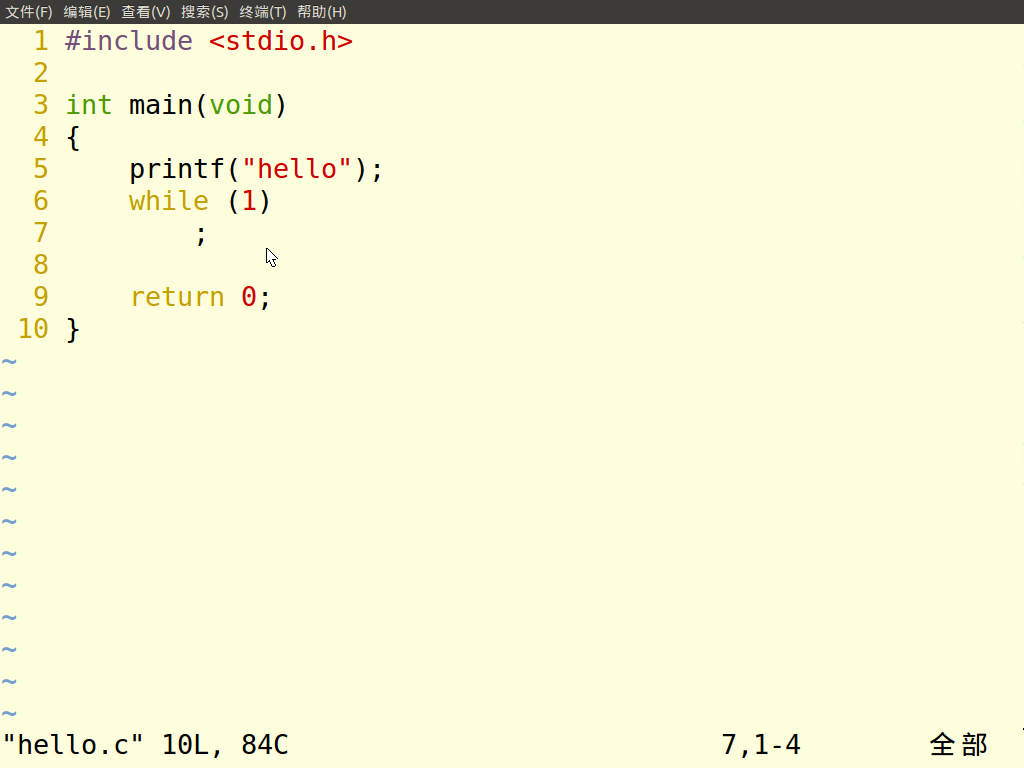 文件(F) 编辑(E) 查看(V) 搜索(S) 终端(T) 帮助(H)
1 #include <stdio.h>
2
3 int main(void)
4 {
5     printf("hello");
6     while (1)
7         ;
8
9     return 0;
10 }
~
~
~
~
~
~
~
~
~
~
~
~
"hello.c" 10L, 84C 7,1-4 全部